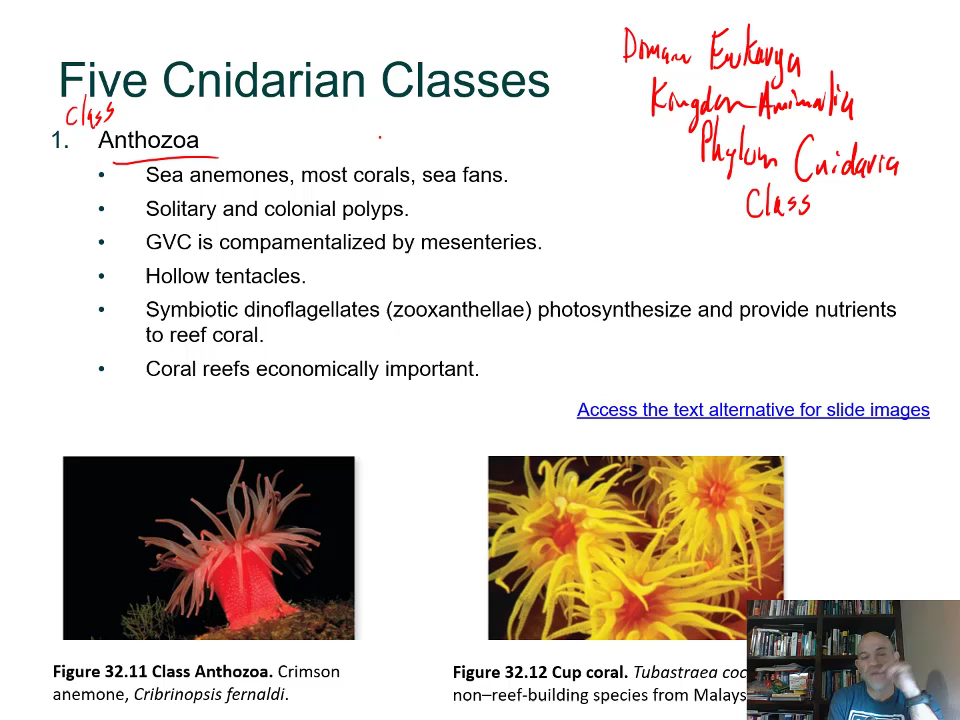 Domain Eukarya
Five Cnidarian Classes
Kingdom Animalia
Class
Phylum Cnidaria
1. Anthozoa
Class
• Sea anemones, most corals, sea fans.
• Solitary and colonial polyps.
• GVC is compamentalized by mesenteries.
• Hollow tentacles.
• Symbiotic dinoflagellates (zooxanthellae) photosynthesize and provide nutrients
to reef coral.
• Coral reefs economically important.
Access the text alternative for slide images
Figure 32.11 Class Anthozoa. Crimson
anemone, Cribrinopsis fernaldi.
Figure 32.12 Cup coral. Tubastraea coc
non–reef-building species from Malays